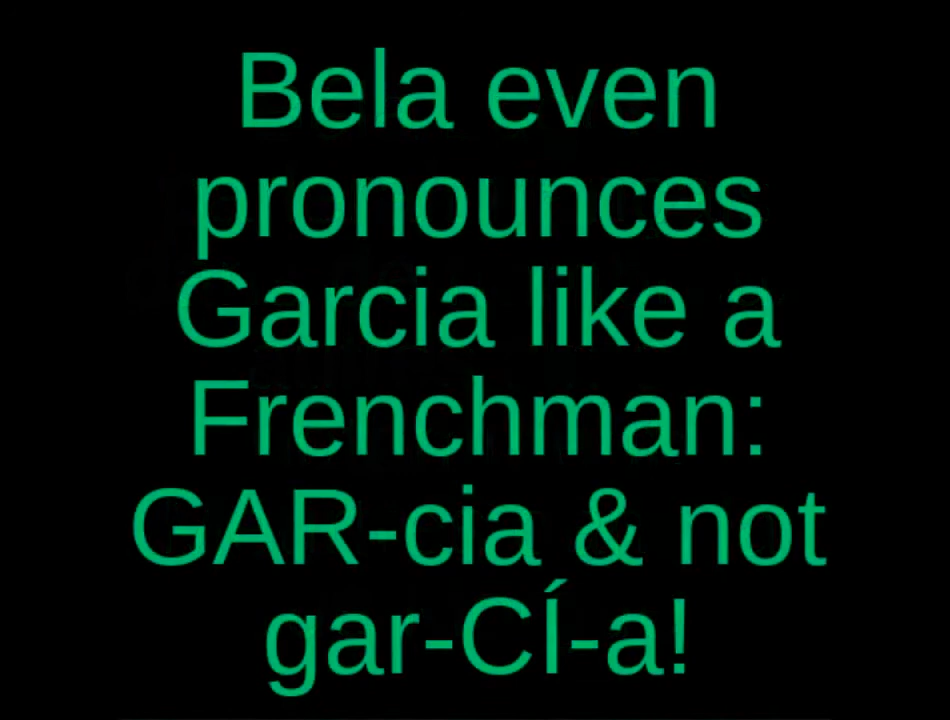 Bela even
pronounces
Garcia like a
Frenchman:
GAR-cia & not
gar-CÍ-a!